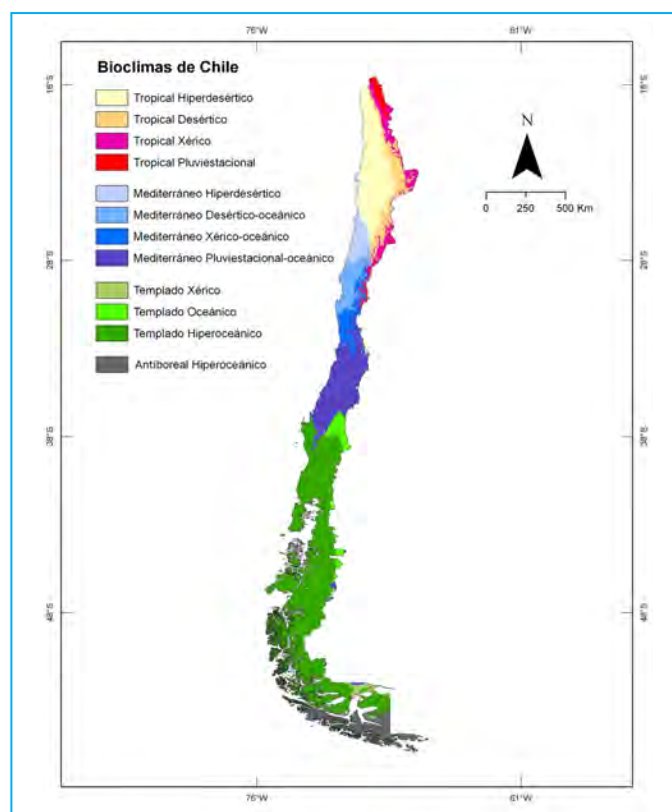 76°W
61°W
Bioclimas de Chile
Tropical Hiperdesértico
Tropical Desértico
Tropical Xérico
Tropical Pluviestacional
Mediterráneo Hiperdesértico
Mediterráneo Desértico-oceánico
Mediterráneo Xérico-oceánico
Mediterráneo Pluviestacional-oceánico
Templado Xérico
Templado Oceánico
Templado Hiperoceánico
Antiboreal Hiperoceánico
N
0 250 500 Km
18°S
18°S
28°S
28°S
38°S
38°S
48°S
48°S
76°W
61°W